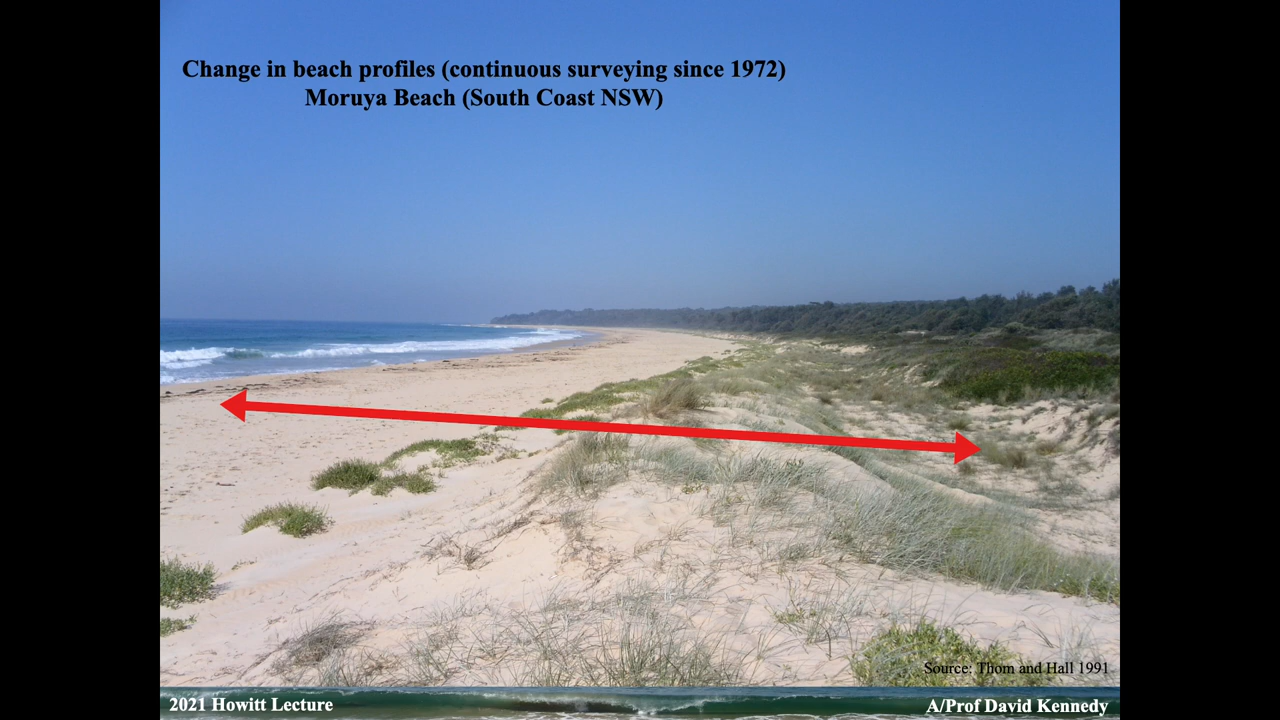 Change in beach profiles (continuous surveying since 1972)
Moruya Beach (South Coast NSW)
Source: Thom and Hall 1991
2021 Howitt Lecture
A/Prof David Kennedy